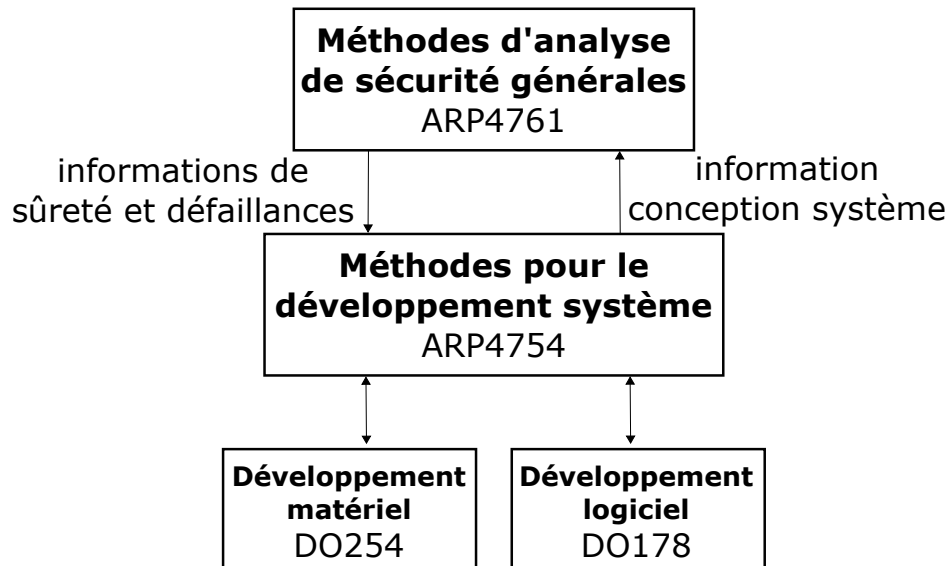 Méthodes d'analyse
de sécurité générales
ARP4761
informations de
sûreté et défaillances
information
conception système
Méthodes pour le
développement système
ARP4754
Développement
matériel
DO254
Développement
logiciel
DO178